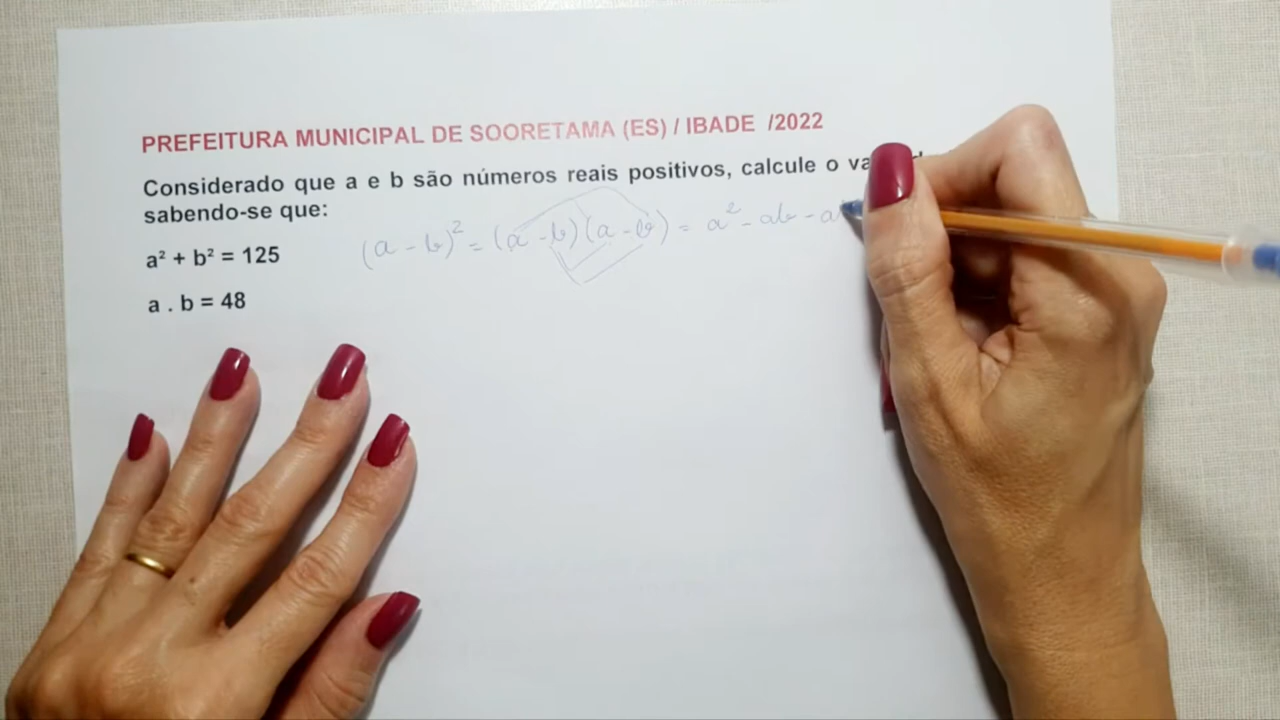 PREFEITURA MUNICIPAL DE SOORETAMA (ES) / IBADE /2022
Considerado que a e b são números reais positivos, calcule o
sabendo-se que:
a² + b² = 125
(a - b)² = (a - b)(a - b) = a² - ab - a
a . b = 48